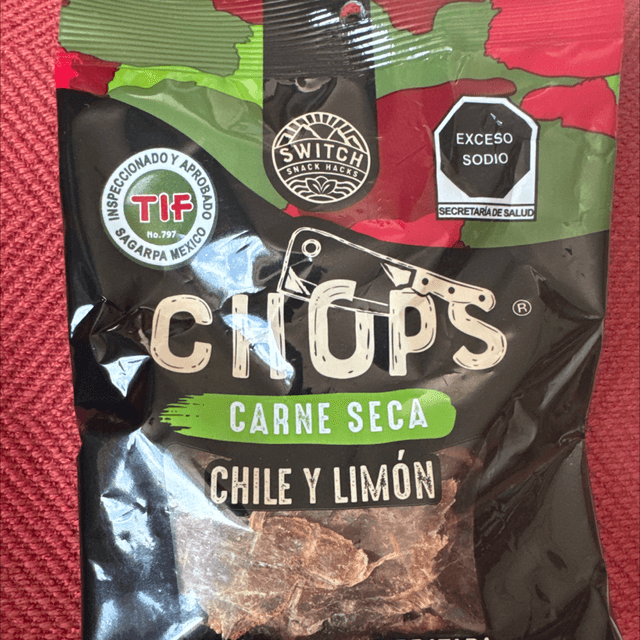 SWITCH
SNACK HACKS
EXCESO
SODIO
SECRETARÍA DE SALUD
INSPECCIONADO Y APROBADO
TIF
No.797
SAGARPA MEXICO
CHOPS®
CARNE SECA
CHILE Y LIMÓN